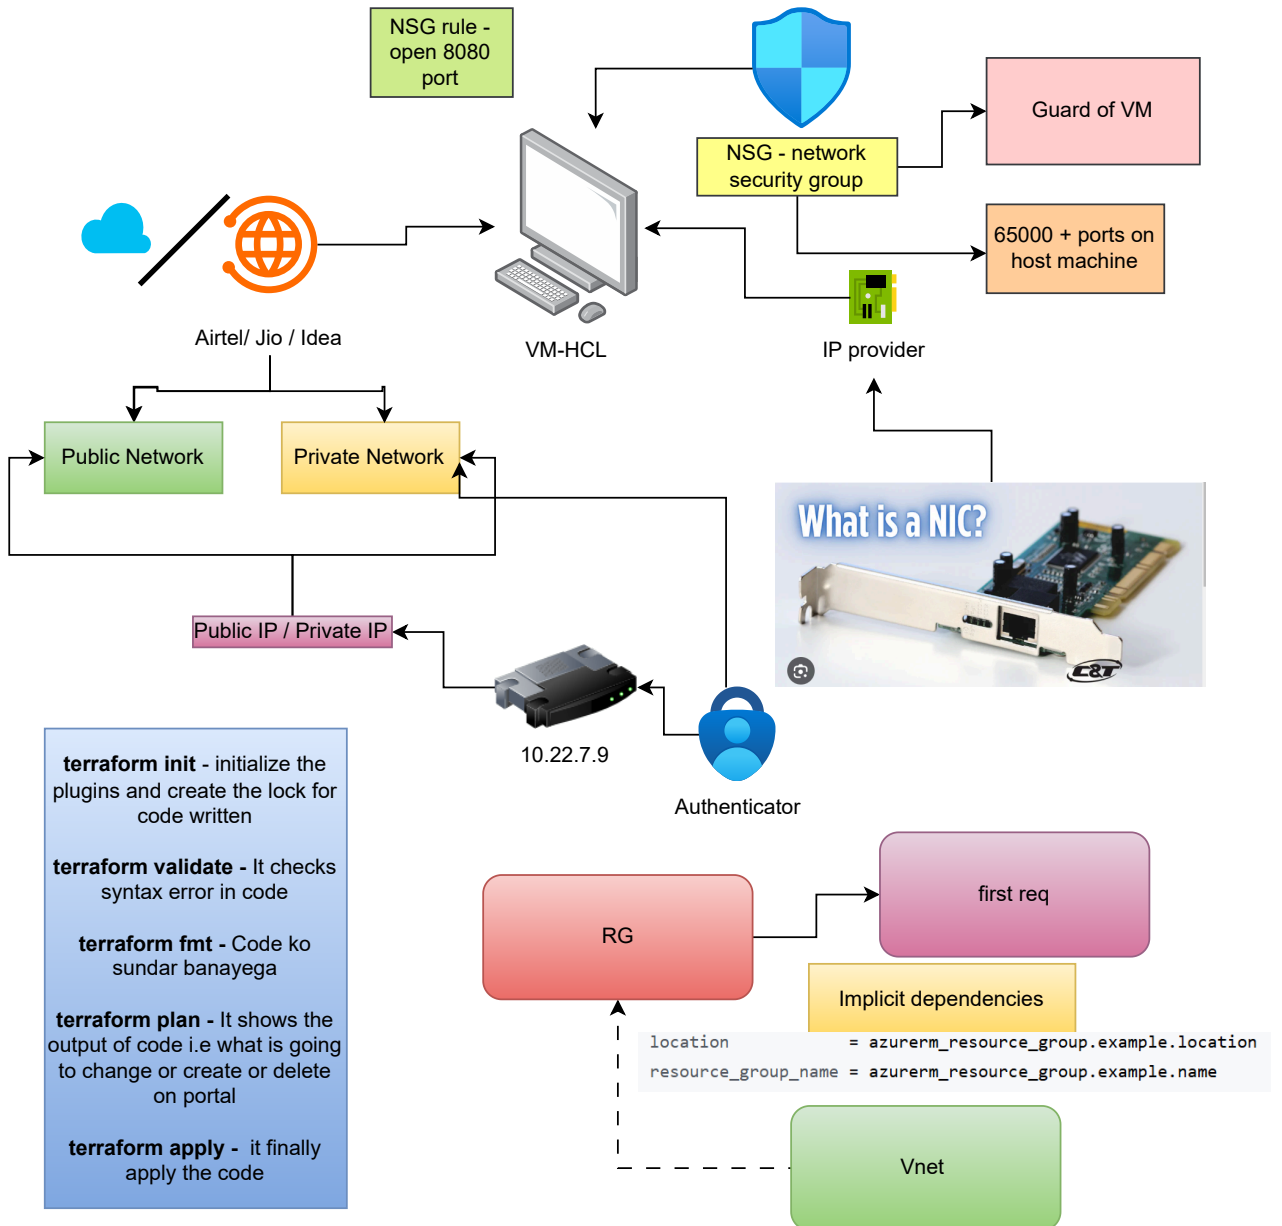 NSG rule -
open 8080
port
NSG - network
security group
Guard of VM
65000 + ports on
host machine
Airtel/ Jio / Idea
VM-HCL
IP provider
Public Network
Private Network
What is a NIC?
C&T
Public IP / Private IP
10.22.7.9
Authenticator
terraform init - initialize the
plugins and create the lock for
code written
terraform validate - It checks
syntax error in code
terraform fmt - Code ko
sundar banayega
terraform plan - It shows the
output of code i.e what is going
to change or create or delete
on portal
terraform apply -  it finally
apply the code
RG
first req
Implicit dependencies
location = azurerm_resource_group.example.location
resource_group_name = azurerm_resource_group.example.name
Vnet